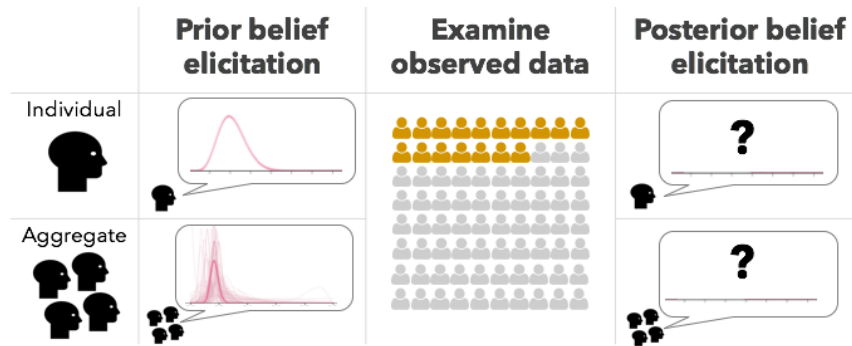 Prior belief
elicitation
Examine
observed data
Posterior belief
elicitation
Individual
?
Aggregate
?